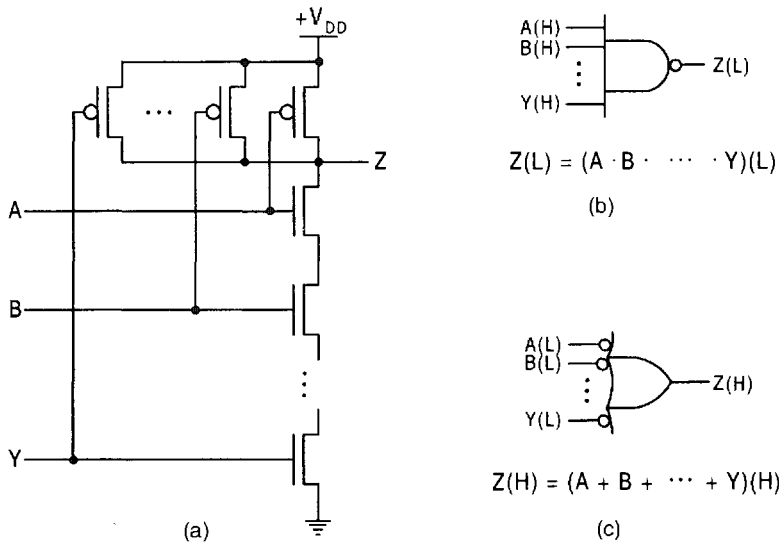 +V_DD
Z
A
B
⋯
Y
(a)
A(H)
B(H)
⋮
Y(H)
Z(L)
Z(L) = (A · B · ⋯ · Y)(L)
(b)
A(L)
B(L)
⋮
Y(L)
Z(H)
Z(H) = (A + B + ⋯ + Y)(H)
(c)